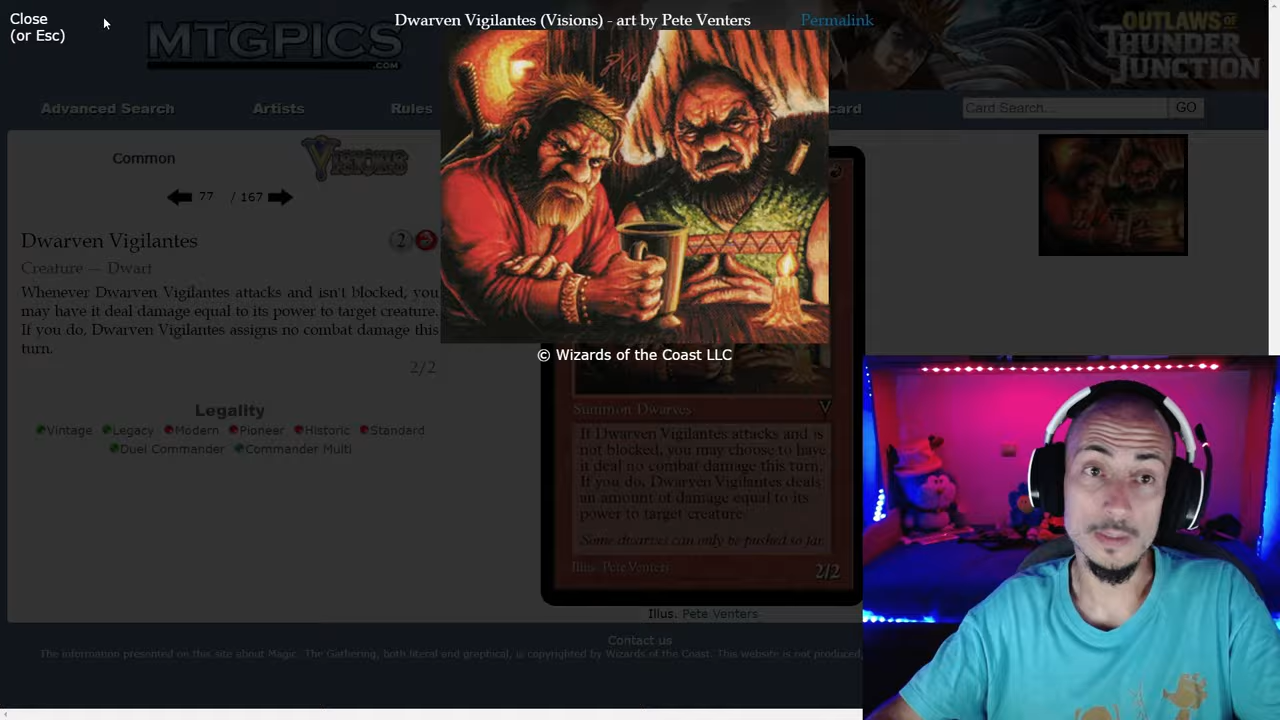 Close
(or Esc)
Dwarven Vigilantes (Visions) - art by Pete Venters
Permalink
MTGPICS
.COM
OUTLAWS OF
THUNDER
JUNCTION
Advanced Search
Artists
Rules
card
Card Search...
GO
Common
VISIONS
77 / 167
Dwarven Vigilantes
2
Creature — Dwarf
Whenever Dwarven Vigilantes attacks and isn't blocked, you
may have it deal damage equal to its power to target creature.
If you do, Dwarven Vigilantes assigns no combat damage this
turn.
2/2
Legality
Vintage Legacy Modern Pioneer Historic Standard
Duel Commander Commander Multi
© Wizards of the Coast LLC
Summon Dwarves
If Dwarven Vigilantes attacks and is
not blocked, you may choose to have
it deal no combat damage this turn.
If you do, Dwarven Vigilantes deals
an amount of damage equal to its
power to target creature.
Some dwarves can only be pushed so far.
Illus. Pete Venters
2/2
Illus. Pete Venters
Contact us
The information presented on this site about Magic: The Gathering, both literal and graphical, is copyrighted by Wizards of the Coast. This website is not produced,